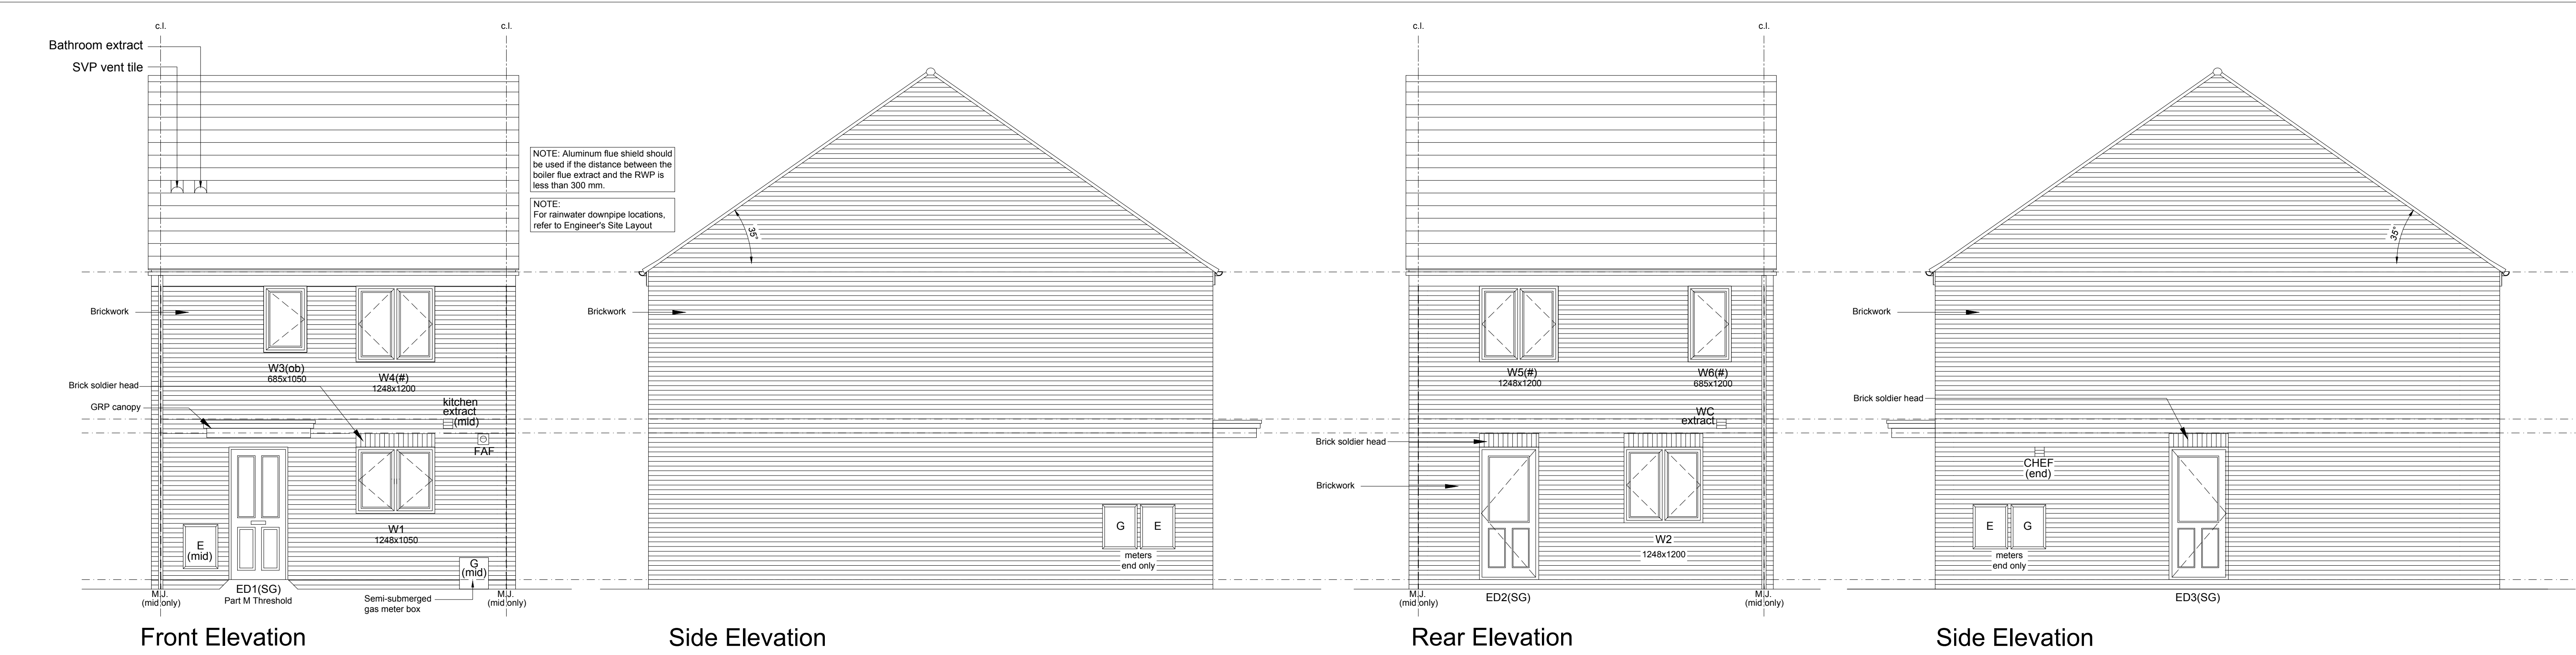 c.l.
c.l.
Bathroom extract
SVP vent tile
NOTE: Aluminum flue shield should
be used if the distance between the
boiler flue extract and the RWP is
less than 300 mm.
NOTE:
For rainwater downpipe locations,
refer to Engineer's Site Layout
Brickwork
W3(ob)
685x1050
W4(#)
1248x1200
Brick soldier head
GRP canopy
kitchen
extract
(mid)
FAF
W1
1248x1050
E
(mid)
G
(mid)
ED1(SG)
Part M Threshold
Semi-submerged
gas meter box
M.J.
(mid only)
M.J.
(mid only)
Front Elevation
35°
Brickwork
G
E
meters
end only
Side Elevation
c.l.
c.l.
W5(#)
1248x1200
W6(#)
685x1200
WC
extract
Brick soldier head
Brickwork
W2
1248x1200
ED2(SG)
M.J.
(mid only)
M.J.
(mid only)
Rear Elevation
35°
Brickwork
Brick soldier head
CHEF
(end)
E
G
meters
end only
ED3(SG)
Side Elevation